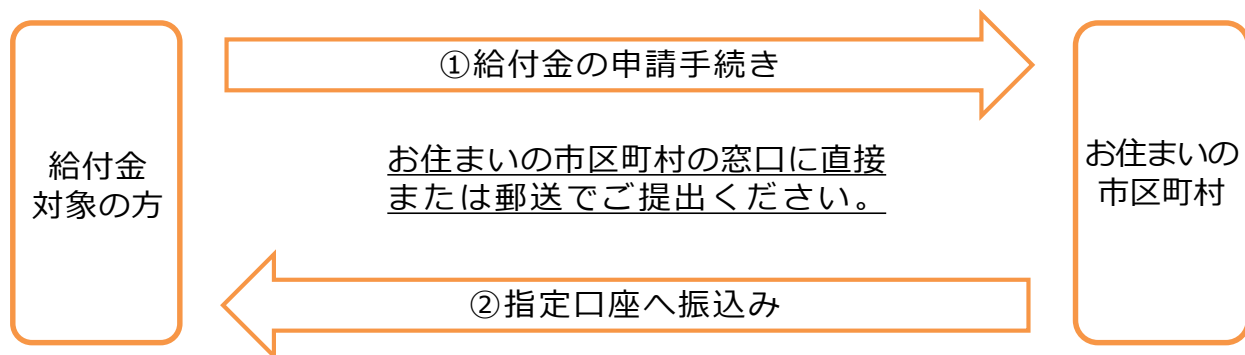 ①給付金の申請手続き
給付金
対象の方
お住まいの市区町村の窓口に直接
または郵送でご提出ください。
お住まいの
市区町村
②指定口座へ振込み